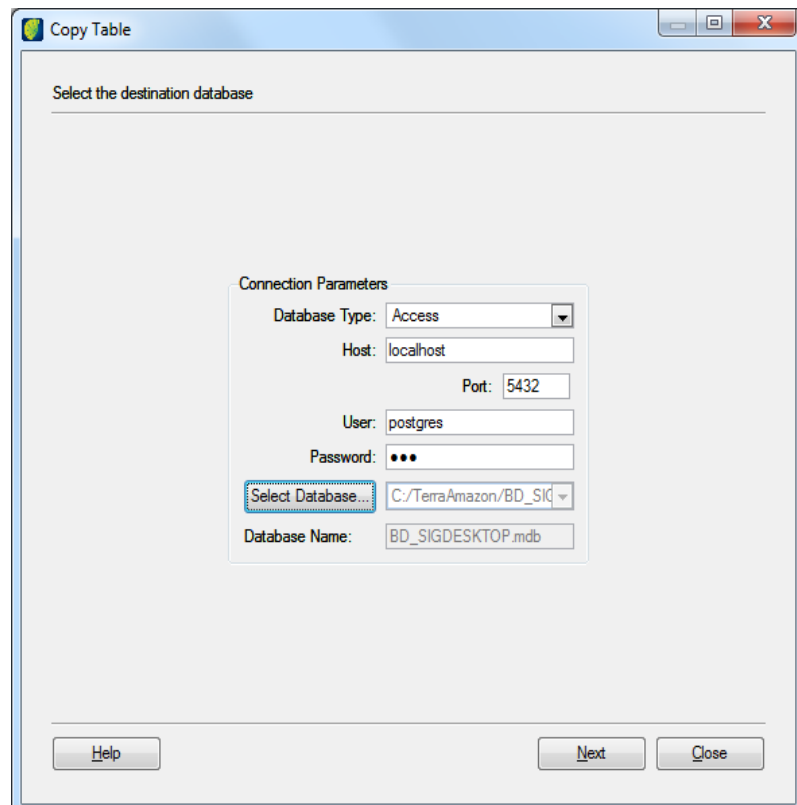 Copy Table
Select the destination database
Connection Parameters
Database Type: Access
Host: localhost
Port: 5432
User: postgres
Password: ●●●
Select Database... C:/TerraAmazon/BD_SIG
Database Name: BD_SIGDESKTOP.mdb
Help Next Close